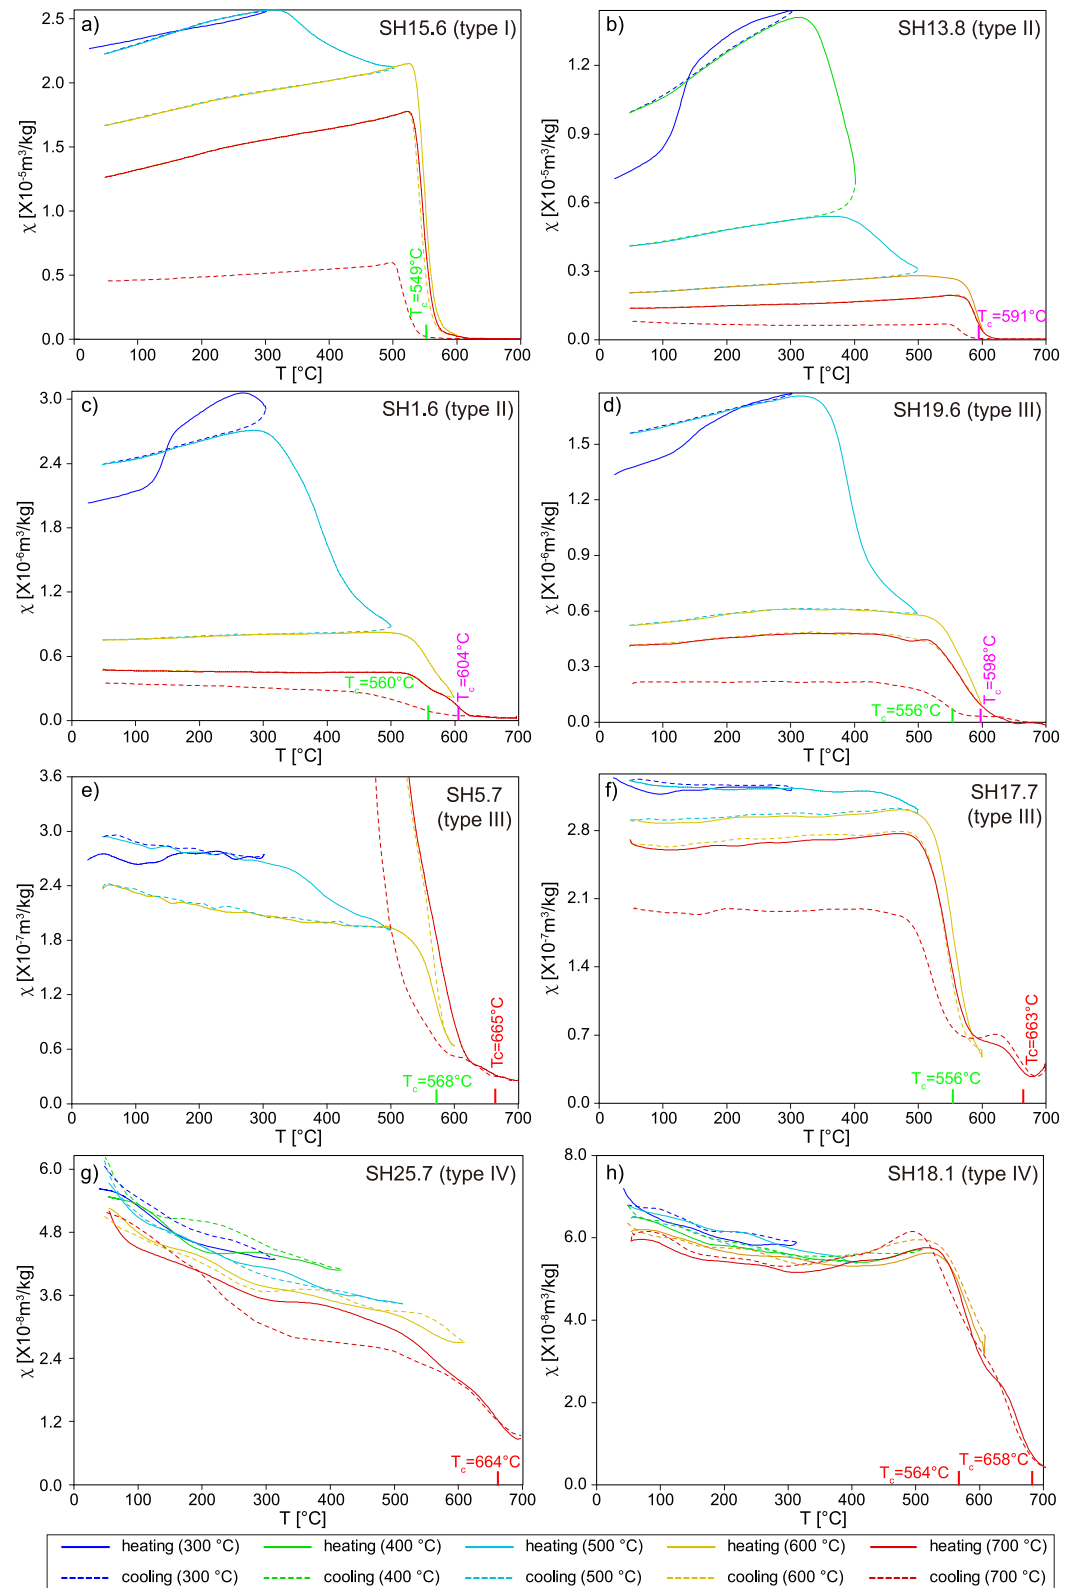 a) SH15.6 (type I)
2.5
2.0
1.5
1.0
0.5
0.0
χ [X10⁻⁵m³/kg]
T_c=549°C
0 100 200 300 400 500 600 700
T [°C]
b) SH13.8 (type II)
1.2
0.9
0.6
0.3
0.0
χ [X10⁻⁵m³/kg]
T_c=591°C
0 100 200 300 400 500 600 700
T [°C]
c) SH1.6 (type II)
3.0
2.4
1.8
1.2
0.6
0.0
χ [X10⁻⁶m³/kg]
T_c=560°C
T_c=604°C
0 100 200 300 400 500 600 700
T [°C]
d) SH19.6 (type III)
1.5
1.2
0.9
0.6
0.3
0.0
χ [X10⁻⁶m³/kg]
T_c=556°C
T_c=598°C
0 100 200 300 400 500 600 700
T [°C]
e) SH5.7
(type III)
3.6
3.0
2.4
1.8
1.2
0.6
0.0
χ [X10⁻⁷m³/kg]
T_c=568°C
Tc=665°C
0 100 200 300 400 500 600 700
T [°C]
f) SH17.7
(type III)
2.8
2.1
1.4
0.7
0.0
χ [X10⁻⁷m³/kg]
T_c=556°C
T_c=663°C
0 100 200 300 400 500 600 700
T [°C]
g) SH25.7 (type IV)
6.0
4.8
3.6
2.4
1.2
0.0
χ [X10⁻⁸m³/kg]
T_c=664°C
0 100 200 300 400 500 600 700
T [°C]
h) SH18.1 (type IV)
8.0
6.0
4.0
2.0
0.0
χ [X10⁻⁸m³/kg]
T_c=564°C
T_c=658°C
0 100 200 300 400 500 600 700
T [°C]
heating (300 °C) heating (400 °C) heating (500 °C) heating (600 °C) heating (700 °C)
cooling (300 °C) cooling (400 °C) cooling (500 °C) cooling (600 °C) cooling (700 °C)